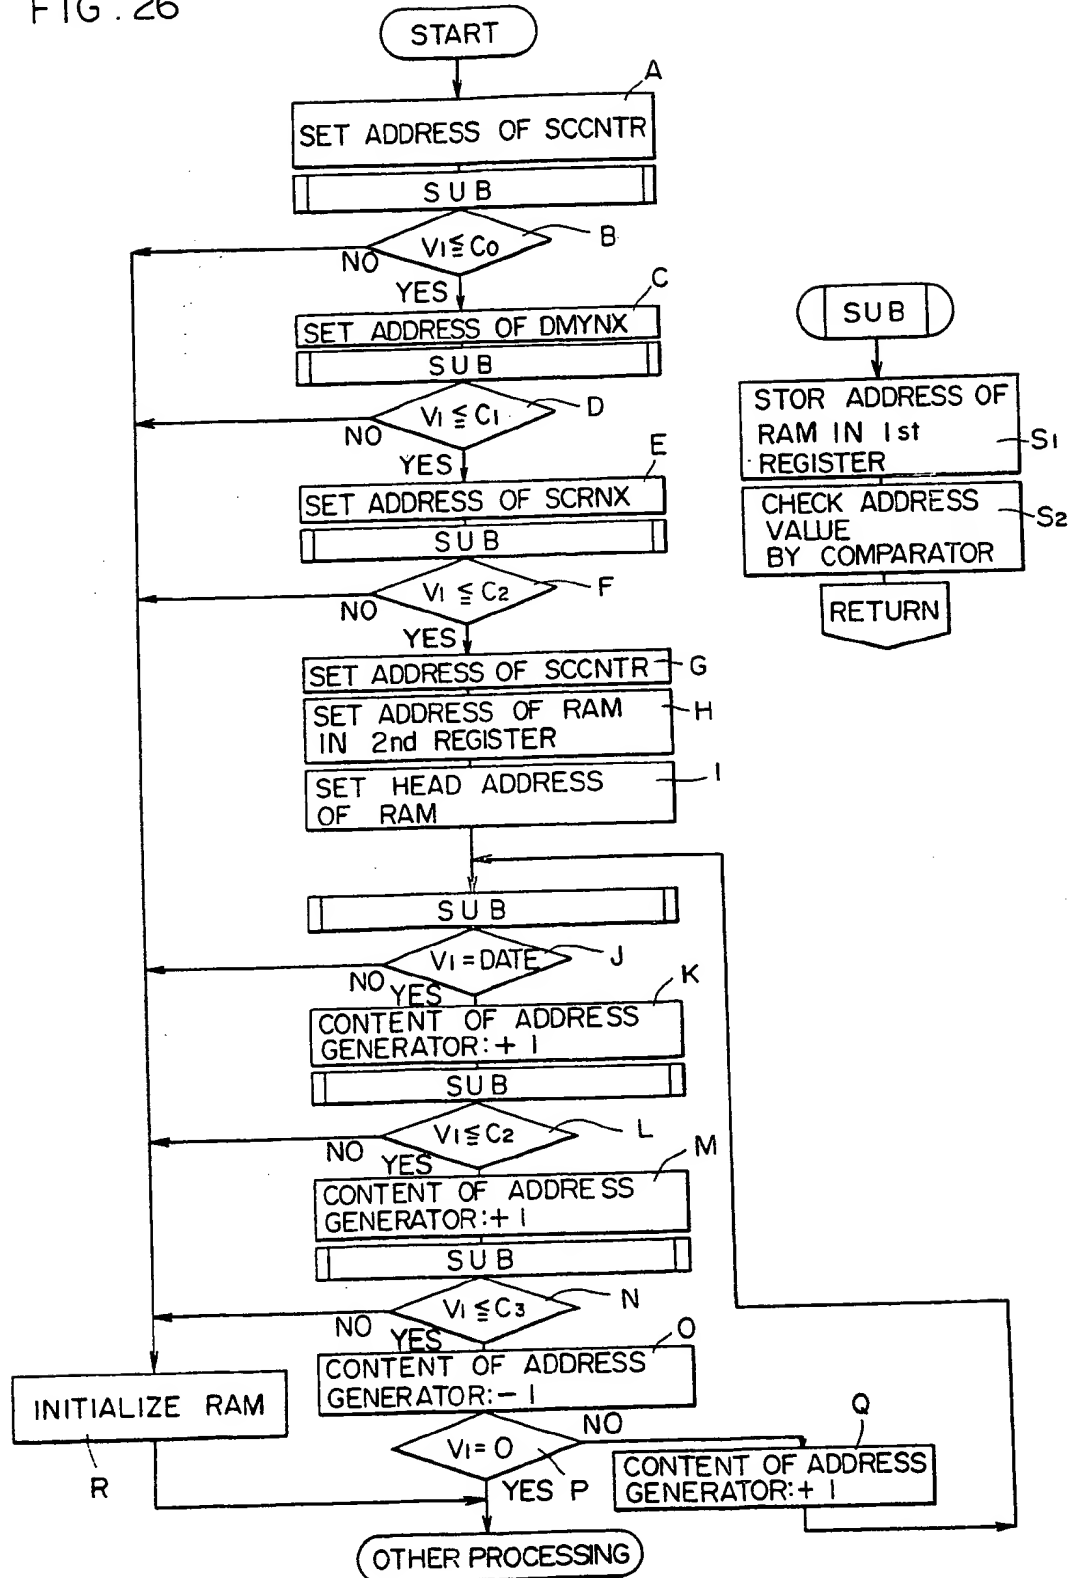 FIG. 26
START
A
SET ADDRESS OF SCCNTR
SUB
V1≦C0
B
NO
YES
C
SET ADDRESS OF DMYNX
SUB
V1≦C1
D
NO
YES
E
SET ADDRESS OF SCRNX
SUB
V1≦C2
F
NO
YES
SET ADDRESS OF SCCNTR
G
SET ADDRESS OF RAM
IN 2nd REGISTER
H
SET HEAD ADDRESS
OF RAM
I
SUB
V1=DATE
J
NO
YES
K
CONTENT OF ADDRESS
GENERATOR:+1
SUB
V1≦C2
L
NO
YES
M
CONTENT OF ADDRESS
GENERATOR:+1
SUB
V1≦C3
N
NO
YES
O
CONTENT OF ADDRESS
GENERATOR:-1
V1=0
NO
YES P
Q
CONTENT OF ADDRESS
GENERATOR:+1
INITIALIZE RAM
R
OTHER PROCESSING
SUB
STOR ADDRESS OF
RAM IN 1st
REGISTER
S1
CHECK ADDRESS
VALUE
BY COMPARATOR
S2
RETURN